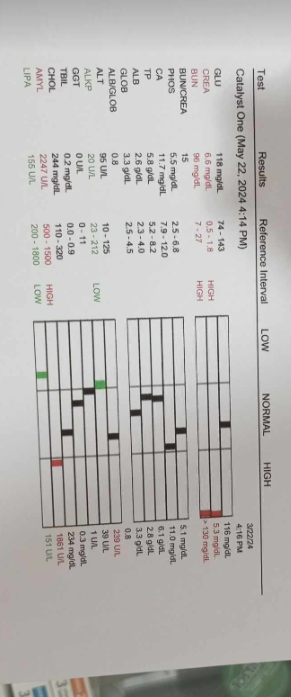 Test Results Reference Interval LOW NORMAL HIGH
Catalyst One (May 22, 2024 4:14 PM) 3/22/24 4:16 PM
GLU 118 mg/dL 74 - 143 116 mg/dL
CREA 6.6 mg/dL 0.5 - 1.8 HIGH 5.3 mg/dL
BUN 96 mg/dL 7 - 27 HIGH > 130 mg/dL
BUN/CREA 15
PHOS 5.5 mg/dL 2.5 - 6.8 5.1 mg/dL
CA 11.7 mg/dL 7.9 - 12.0 11.0 mg/dL
TP 5.8 g/dL 5.2 - 8.2 6.1 g/dL
ALB 2.6 g/dL 2.3 - 4.0 2.8 g/dL
GLOB 3.3 g/dL 2.5 - 4.5 3.3 g/dL
ALB/GLOB 0.8 0.8
ALT 95 U/L 10 - 125 239 U/L
ALKP 20 U/L 23 - 212 LOW 39 U/L
GGT 0 U/L 0 - 11 1 U/L
TBIL 0.2 mg/dL 0.0 - 0.9 0.3 mg/dL
CHOL 244 mg/dL 110 - 320 234 mg/dL
AMYL 2247 U/L 500 - 1500 HIGH 1861 U/L
LIPA 155 U/L 200 - 1800 LOW 151 U/L